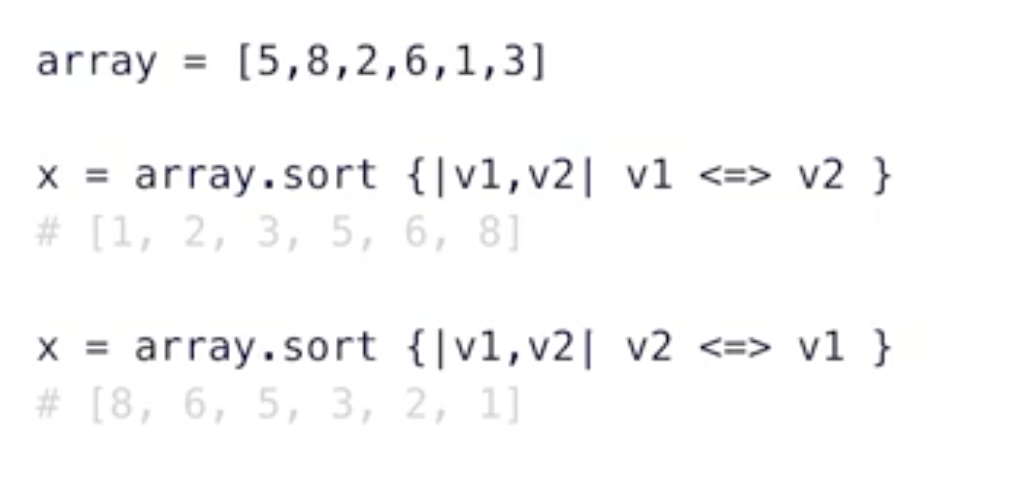 array = [5,8,2,6,1,3]
x = array.sort {|v1,v2| v1 <=> v2 }
# [1, 2, 3, 5, 6, 8]
x = array.sort {|v1,v2| v2 <=> v1 }
# [8, 6, 5, 3, 2, 1]